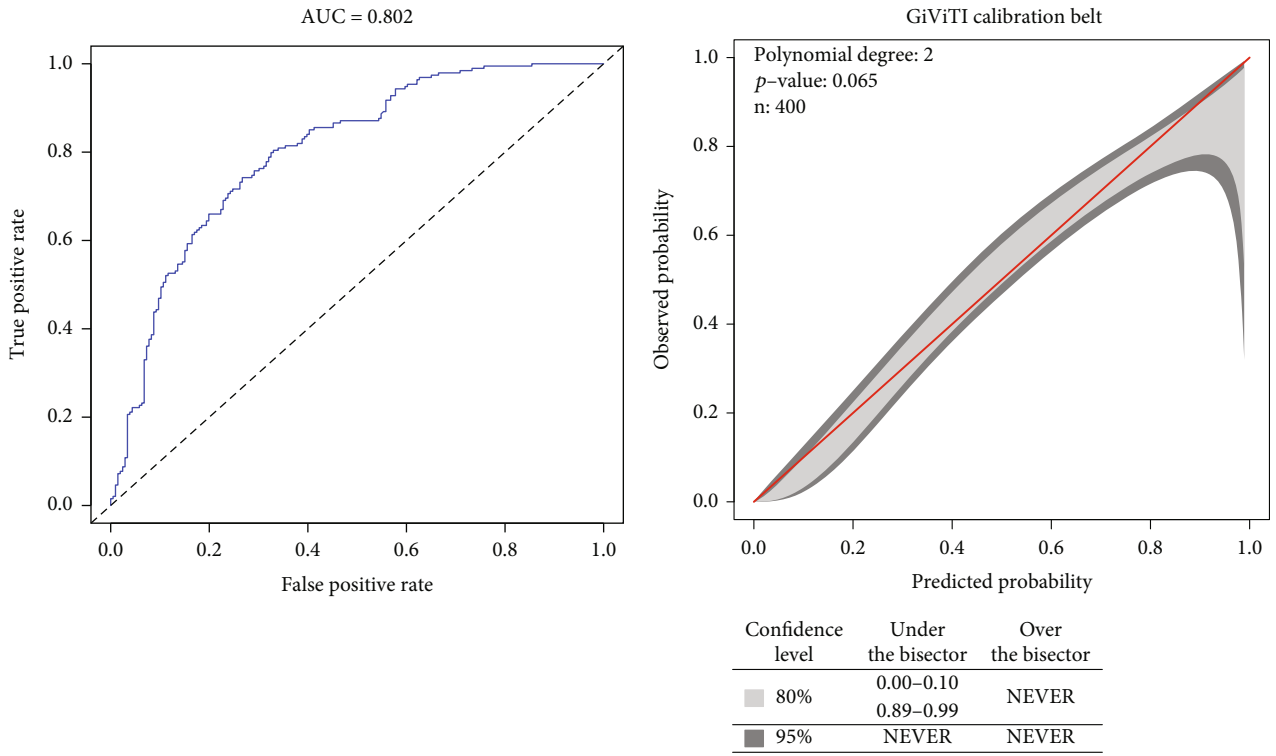 AUC = 0.802
True positive rate
1.0
0.8
0.6
0.4
0.2
0.0
0.0 0.2 0.4 0.6 0.8 1.0
False positive rate
GiViTI calibration belt
Polynomial degree: 2
p–value: 0.065
n: 400
Observed probability
1.0
0.8
0.6
0.4
0.2
0.0
0.0 0.2 0.4 0.6 0.8 1.0
Predicted probability
Confidence level Under the bisector Over the bisector
80% 0.00–0.10 0.89–0.99 NEVER
95% NEVER NEVER